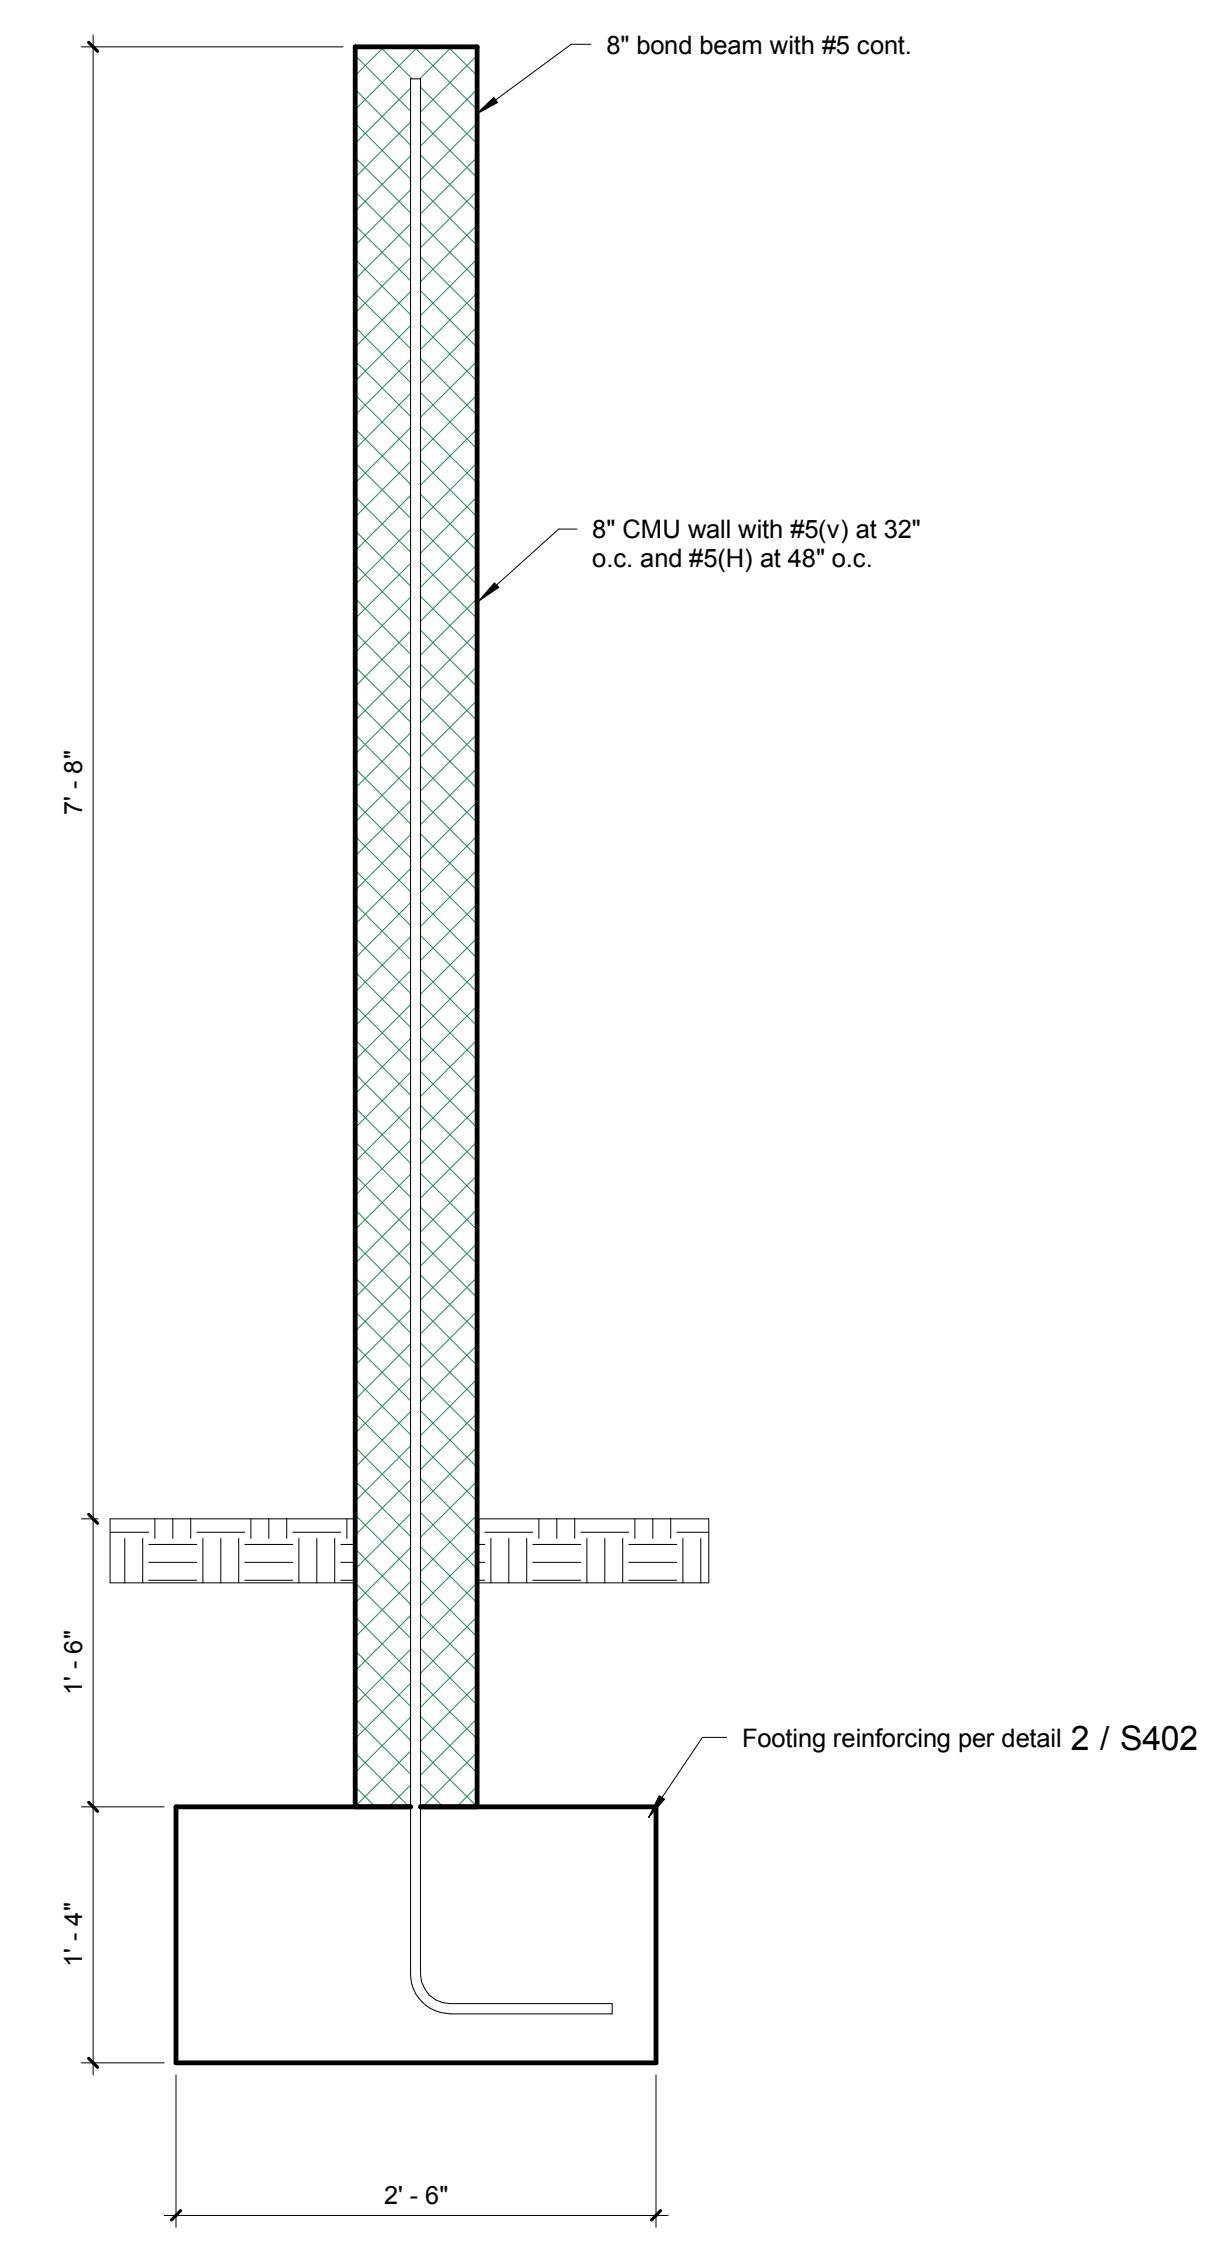 8" bond beam with #5 cont.
8" CMU wall with #5(v) at 32"
o.c. and #5(H) at 48" o.c.
7' - 8"
1' - 6"
Footing reinforcing per detail 2 / S402
1' - 4"
2' - 6"